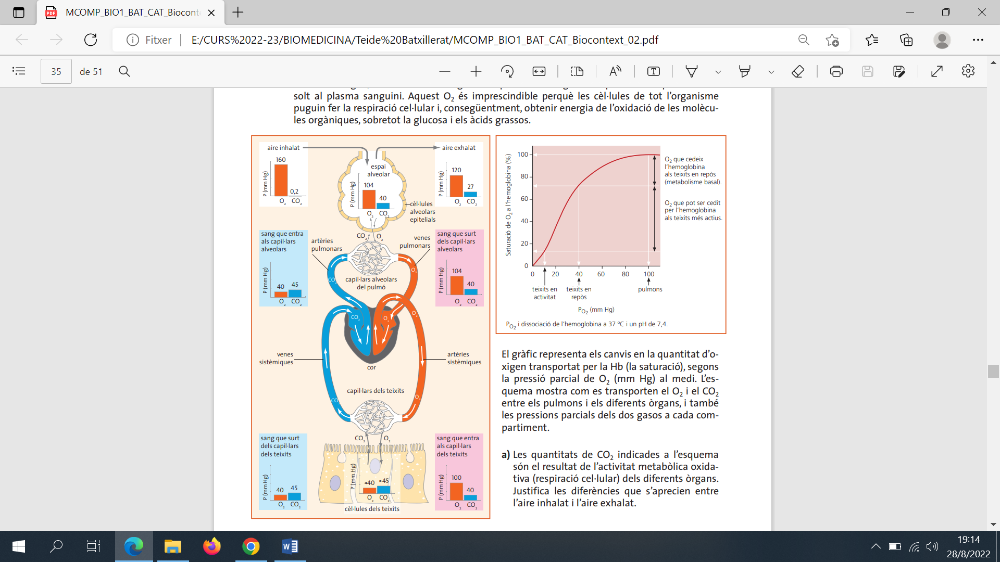 MCOMP_BIO1_BAT_CAT_Bioconte
Fitxer
E:/CURS%2022-23/BIOMEDICINA/Teide%20Batxillerat/MCOMP_BIO1_BAT_CAT_Biocontext_02.pdf
35
de 51
solt al plasma sanguini. Aquest O₂ és imprescindible perquè les cèl·lules de tot l’organisme
puguin fer la respiració cel·lular i, consegüentment, obtenir energia de l’oxidació de les molècu-
les orgàniques, sobretot la glucosa i els àcids grassos.
aire inhalat
160
0,2
P (mm Hg)
O₂ CO₂
aire exhalat
120
27
P (mm Hg)
O₂ CO₂
espai
alveolar
104
40
P (mm Hg)
O₂ CO₂
cèl·lules
alveolars
epitelials
CO₂ O₂
sang que entra
als capil·lars
alveolars
40 45
P (mm Hg)
O₂ CO₂
artèries
pulmonars
venes
pulmonars
sang que surt
dels capil·lars
alveolars
104
40
P (mm Hg)
O₂ CO₂
capil·lars alveolars
del pulmó
CO₂
O₂
CO₂
O₂
O₂
venes
sistèmiques
artèries
sistèmiques
cor
capil·lars dels teixits
CO₂
O₂
CO₂ O₂
sang que surt
dels capil·lars
dels teixits
40 45
P (mm Hg)
O₂ CO₂
◄40 ►45
P (mm Hg)
O₂ CO₂
cèl·lules dels teixits
sang que entra
als capil·lars
dels teixits
100
40
P (mm Hg)
O₂ CO₂
Saturació de O₂ a l’hemoglobina (%)
100
80
60
40
20
0
0 20 40 60 80 100
teixits en
activitat
teixits en
repòs
pulmons
P O₂ (mm Hg)
O₂ que cedeix
l’hemoglobina
als teixits en repòs
(metabolisme basal).
O₂ que pot ser cedit
per l’hemoglobina
als teixits més actius.
P O₂ i dissociació de l’hemoglobina a 37 ºC i un pH de 7,4.
El gràfic representa els canvis en la quantitat d’o-
xigen transportat per la Hb (la saturació), segons
la pressió parcial de O₂ (mm Hg) al medi. L’es-
quema mostra com es transporten el O₂ i el CO₂
entre els pulmons i els diferents òrgans, i també
les pressions parcials dels dos gasos a cada com-
partiment.
a) Les quantitats de CO₂ indicades a l’esquema
són el resultat de l’activitat metabòlica oxida-
tiva (respiració cel·lular) dels diferents òrgans.
Justifica les diferències que s’aprecien entre
l’aire inhalat i l’aire exhalat.
19:14
28/8/2022